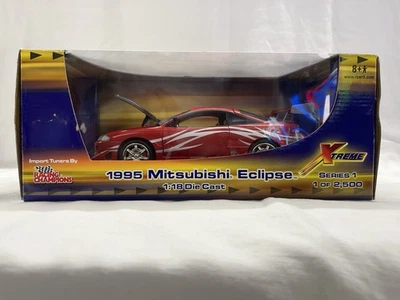 8+
Import Tuners By
RACING CHAMPIONS
1995 Mitsubishi Eclipse
1:18 Die Cast
XTREME
SERIES 1
1 OF 2,500